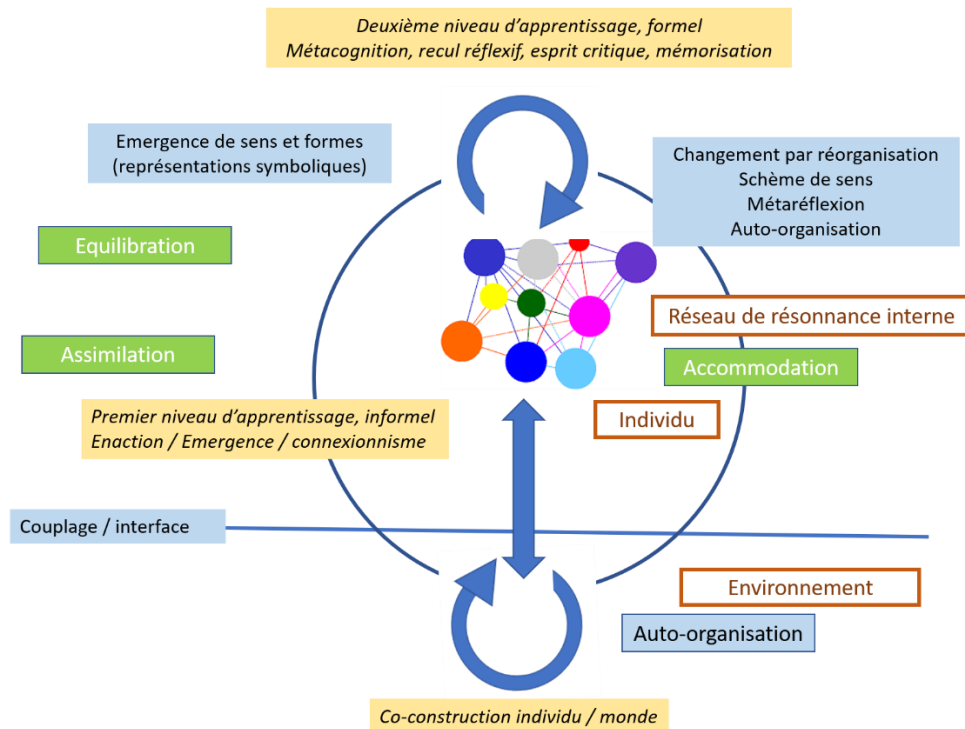 Deuxième niveau d’apprentissage, formel
Métacognition, recul réflexif, esprit critique, mémorisation
Emergence de sens et formes
(représentations symboliques)
Changement par réorganisation
Schème de sens
Métaréflexion
Auto-organisation
Equilibration
Réseau de résonnance interne
Assimilation
Accommodation
Premier niveau d’apprentissage, informel
Enaction / Emergence / connexionnisme
Individu
Couplage / interface
Environnement
Auto-organisation
Co-construction individu / monde